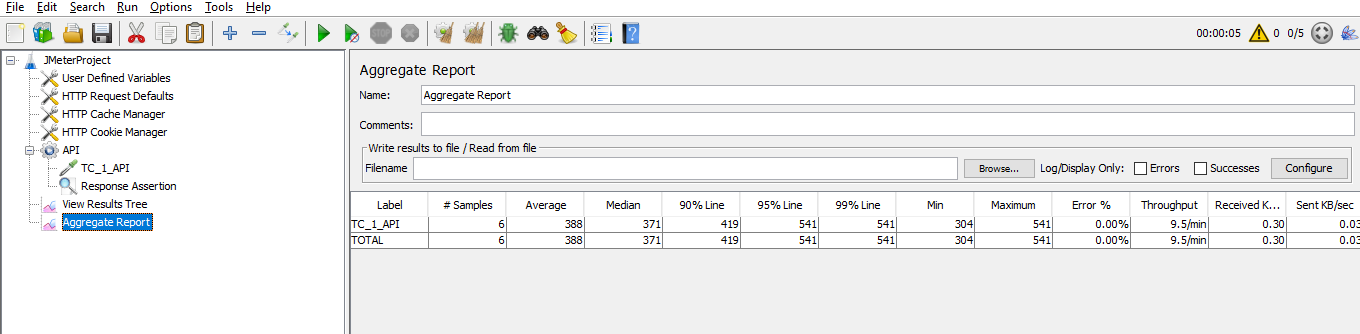 File Edit Search Run Options Tools Help
STOP 00:00:05 0 0/5
JMeterProject
User Defined Variables
HTTP Request Defaults
HTTP Cache Manager
HTTP Cookie Manager
API
TC_1_API
Response Assertion
View Results Tree
Aggregate Report
Aggregate Report
Name: Aggregate Report
Comments:
Write results to file / Read from file
Filename Browse... Log/Display Only: Errors Successes Configure
Label # Samples Average Median 90% Line 95% Line 99% Line Min Maximum Error % Throughput Received K... Sent KB/sec
TC_1_API 6 388 371 419 541 541 304 541 0.00% 9.5/min 0.30 0.03
TOTAL 6 388 371 419 541 541 304 541 0.00% 9.5/min 0.30 0.03